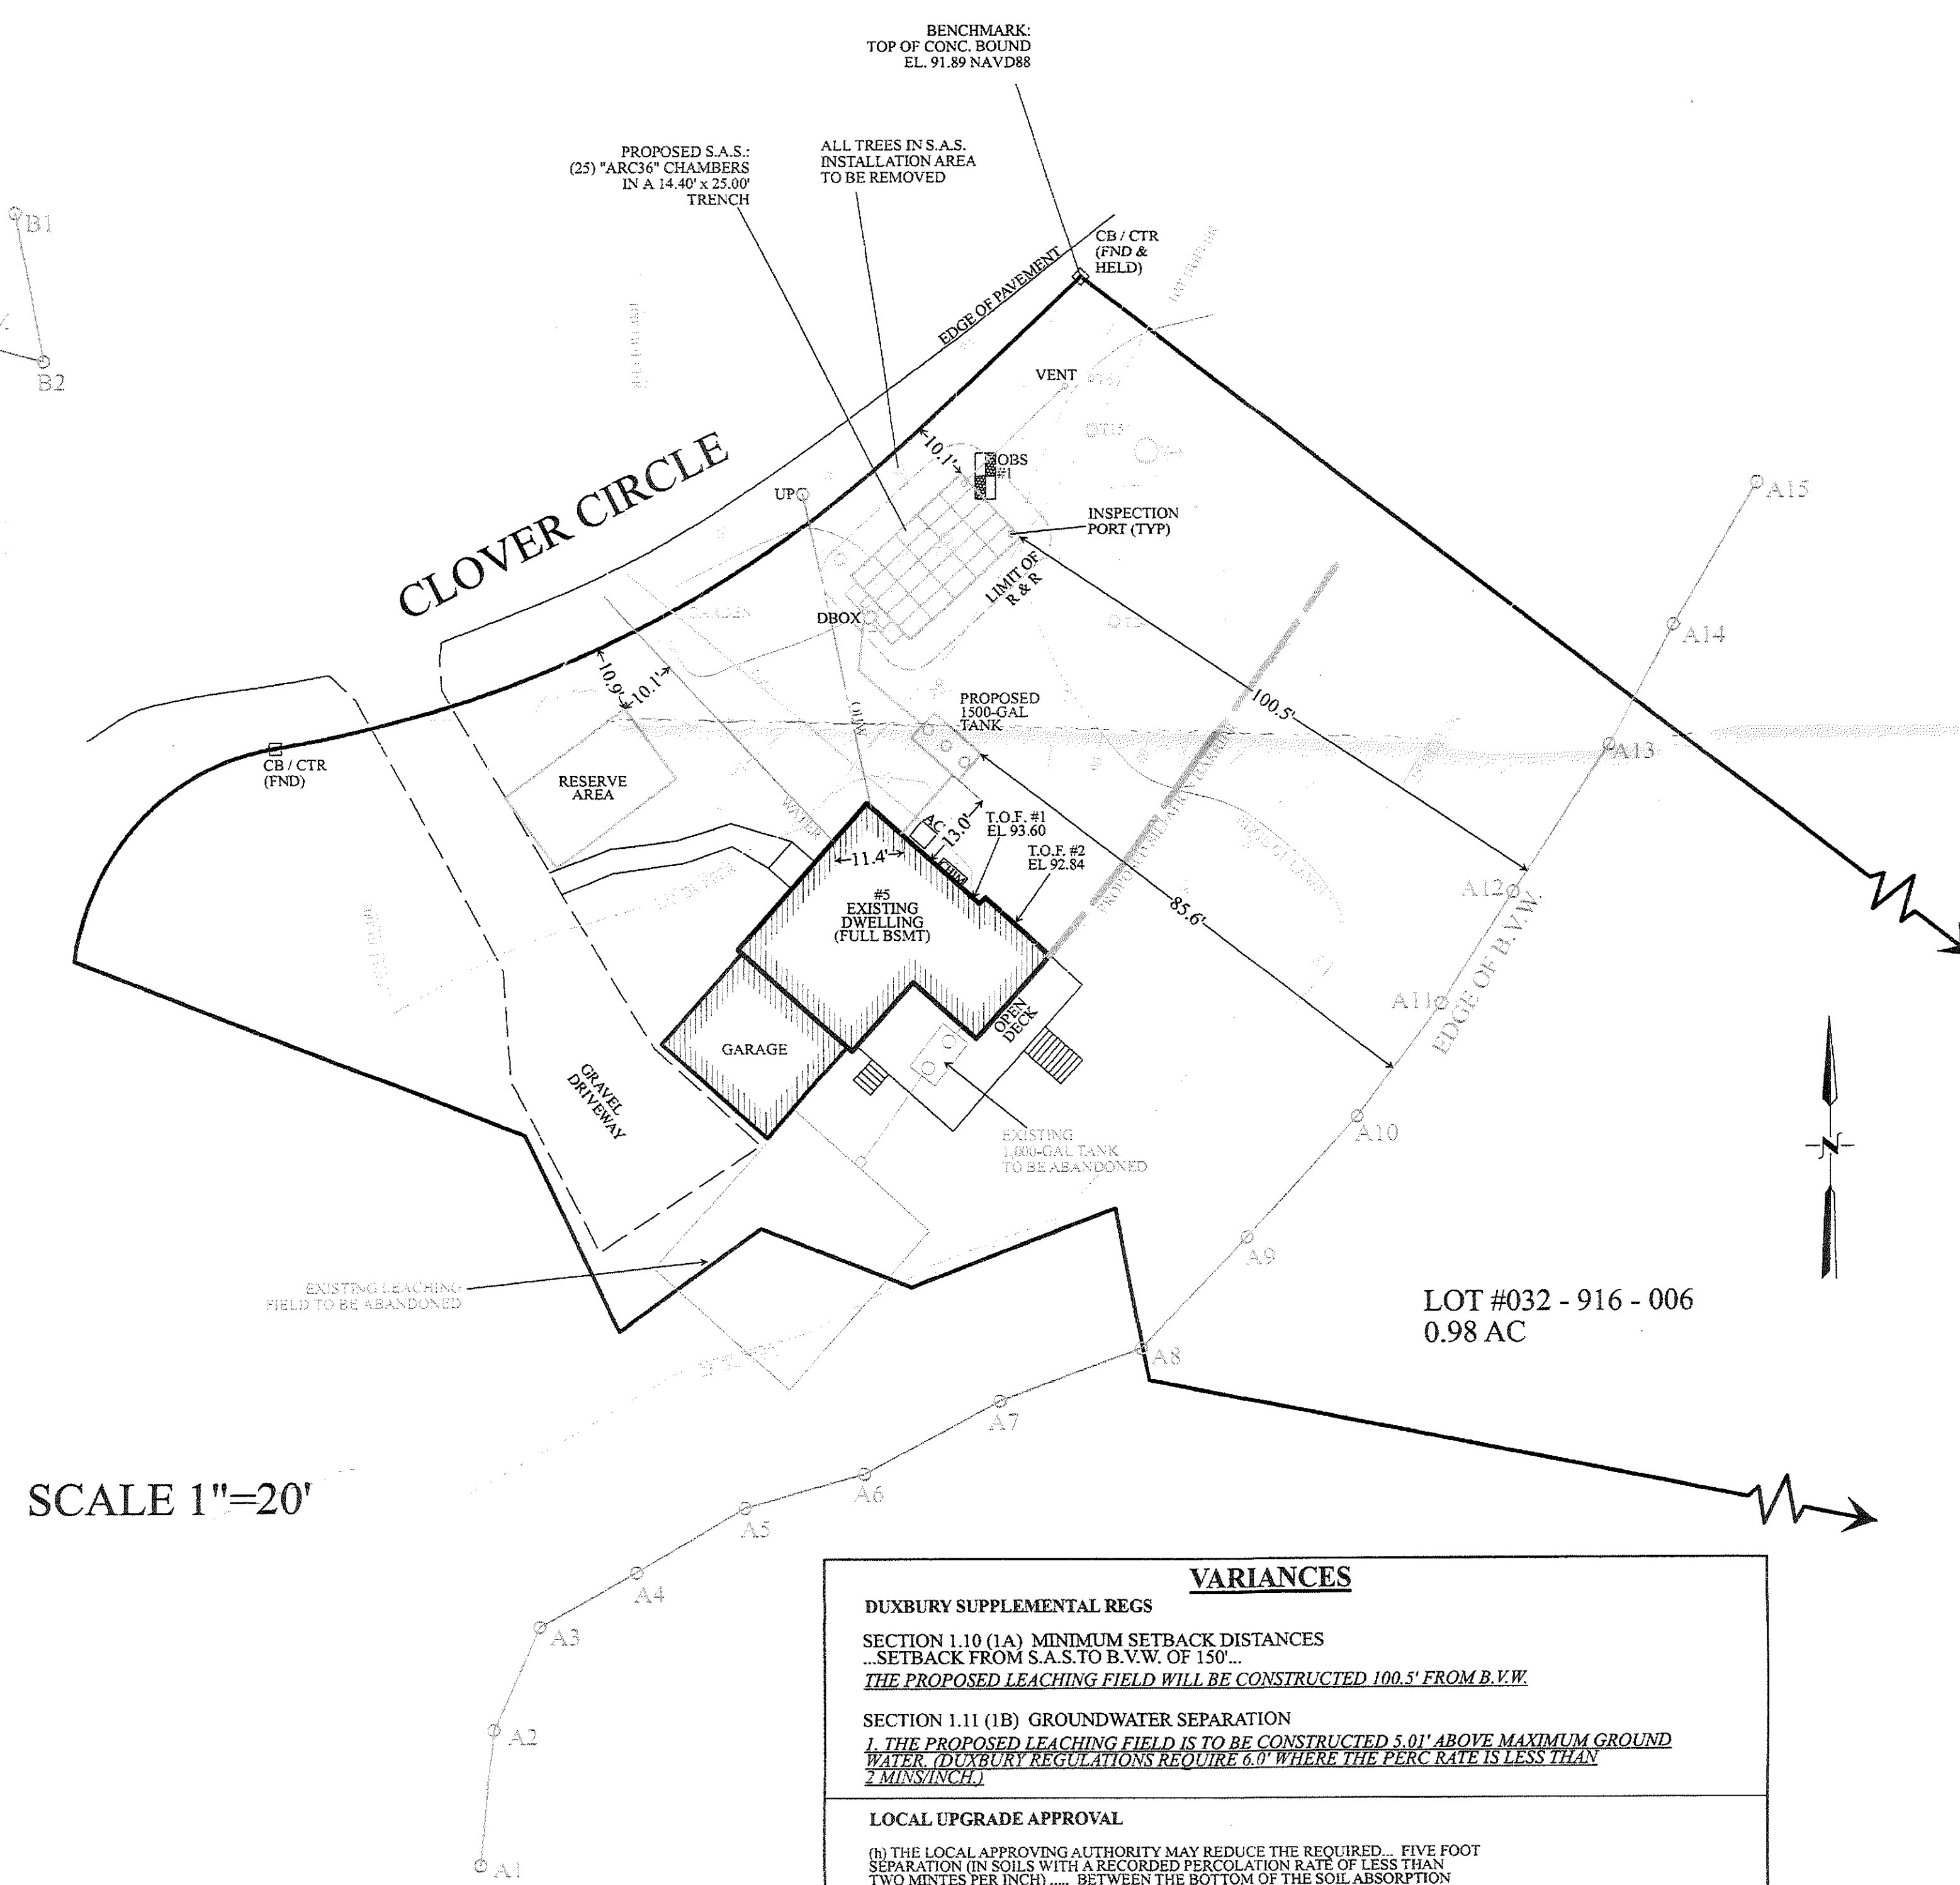 BENCHMARK:
TOP OF CONC. BOUND
EL. 91.89 NAVD88
PROPOSED S.A.S.:
(25) "ARC36" CHAMBERS
IN A 14.40' x 25.00'
TRENCH
ALL TREES IN S.A.S.
INSTALLATION AREA
TO BE REMOVED
B1
B2
CB / CTR
(FND &
HELD)
EDGE OF PAVEMENT
VENT
CLOVER CIRCLE
10.1'
OBS
#1
UP
INSPECTION
PORT (TYP)
A15
LIMIT OF
R & R
DBOX
GARDEN
A14
10.9'
10.1'
PROPOSED
1500-GAL
TANK
OHW
100.5'
A13
CB / CTR
(FND)
RESERVE
AREA
WATER
AC
13.0'
T.O.F. #1
EL 93.60
11.4'
CHIM
T.O.F. #2
EL 92.84
#5
EXISTING
DWELLING
(FULL BSMT)
PROPOSED
85.6'
A12
EDGE OF B.V.W.
A11
OPEN
DECK
GARAGE
GRAVEL
DRIVEWAY
A10
EXISTING
1,000-GAL TANK
TO BE ABANDONED
N
A9
EXISTING LEACHING
FIELD TO BE ABANDONED
LOT #032 - 916 - 006
0.98 AC
A8
A7
SCALE 1"=20'
A6
A5
A4
A3
A2
A1
VARIANCES
DUXBURY SUPPLEMENTAL REGS
SECTION 1.10 (1A) MINIMUM SETBACK DISTANCES
...SETBACK FROM S.A.S.TO B.V.W. OF 150'...
THE PROPOSED LEACHING FIELD WILL BE CONSTRUCTED 100.5' FROM B.V.W.
SECTION 1.11 (1B) GROUNDWATER SEPARATION
1. THE PROPOSED LEACHING FIELD IS TO BE CONSTRUCTED 5.01' ABOVE MAXIMUM GROUND
WATER. (DUXBURY REGULATIONS REQUIRE 6.0' WHERE THE PERC RATE IS LESS THAN
2 MINS/INCH.)
LOCAL UPGRADE APPROVAL
(h) THE LOCAL APPROVING AUTHORITY MAY REDUCE THE REQUIRED... FIVE FOOT
SEPARATION (IN SOILS WITH A RECORDED PERCOLATION RATE OF LESS THAN
TWO MINTES PER INCH) ..... BETWEEN THE BOTTOM OF THE SOIL ABSORPTION